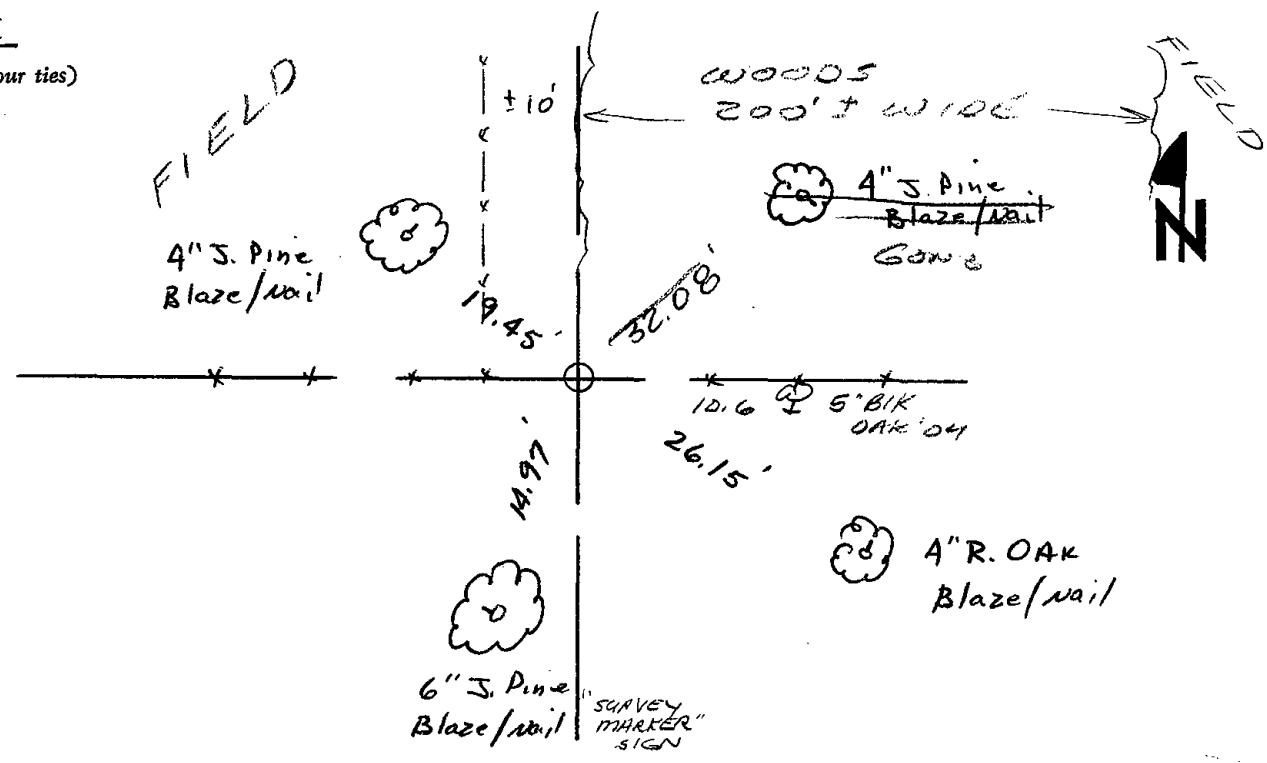 our ties)
FIELD
± 10'
WOODS
200' ± WIDE
FIELD
N
4" J. Pine
Blaze/Nail
Gone
4" J. Pine
Blaze/Nail
19.45'
32.08'
10.6
5" Blk
OAK '04
14.97'
26.15'
4" R. OAK
Blaze/Nail
6" J. Pine
Blaze/Nail
"SURVEY
MARKER"
SIGN